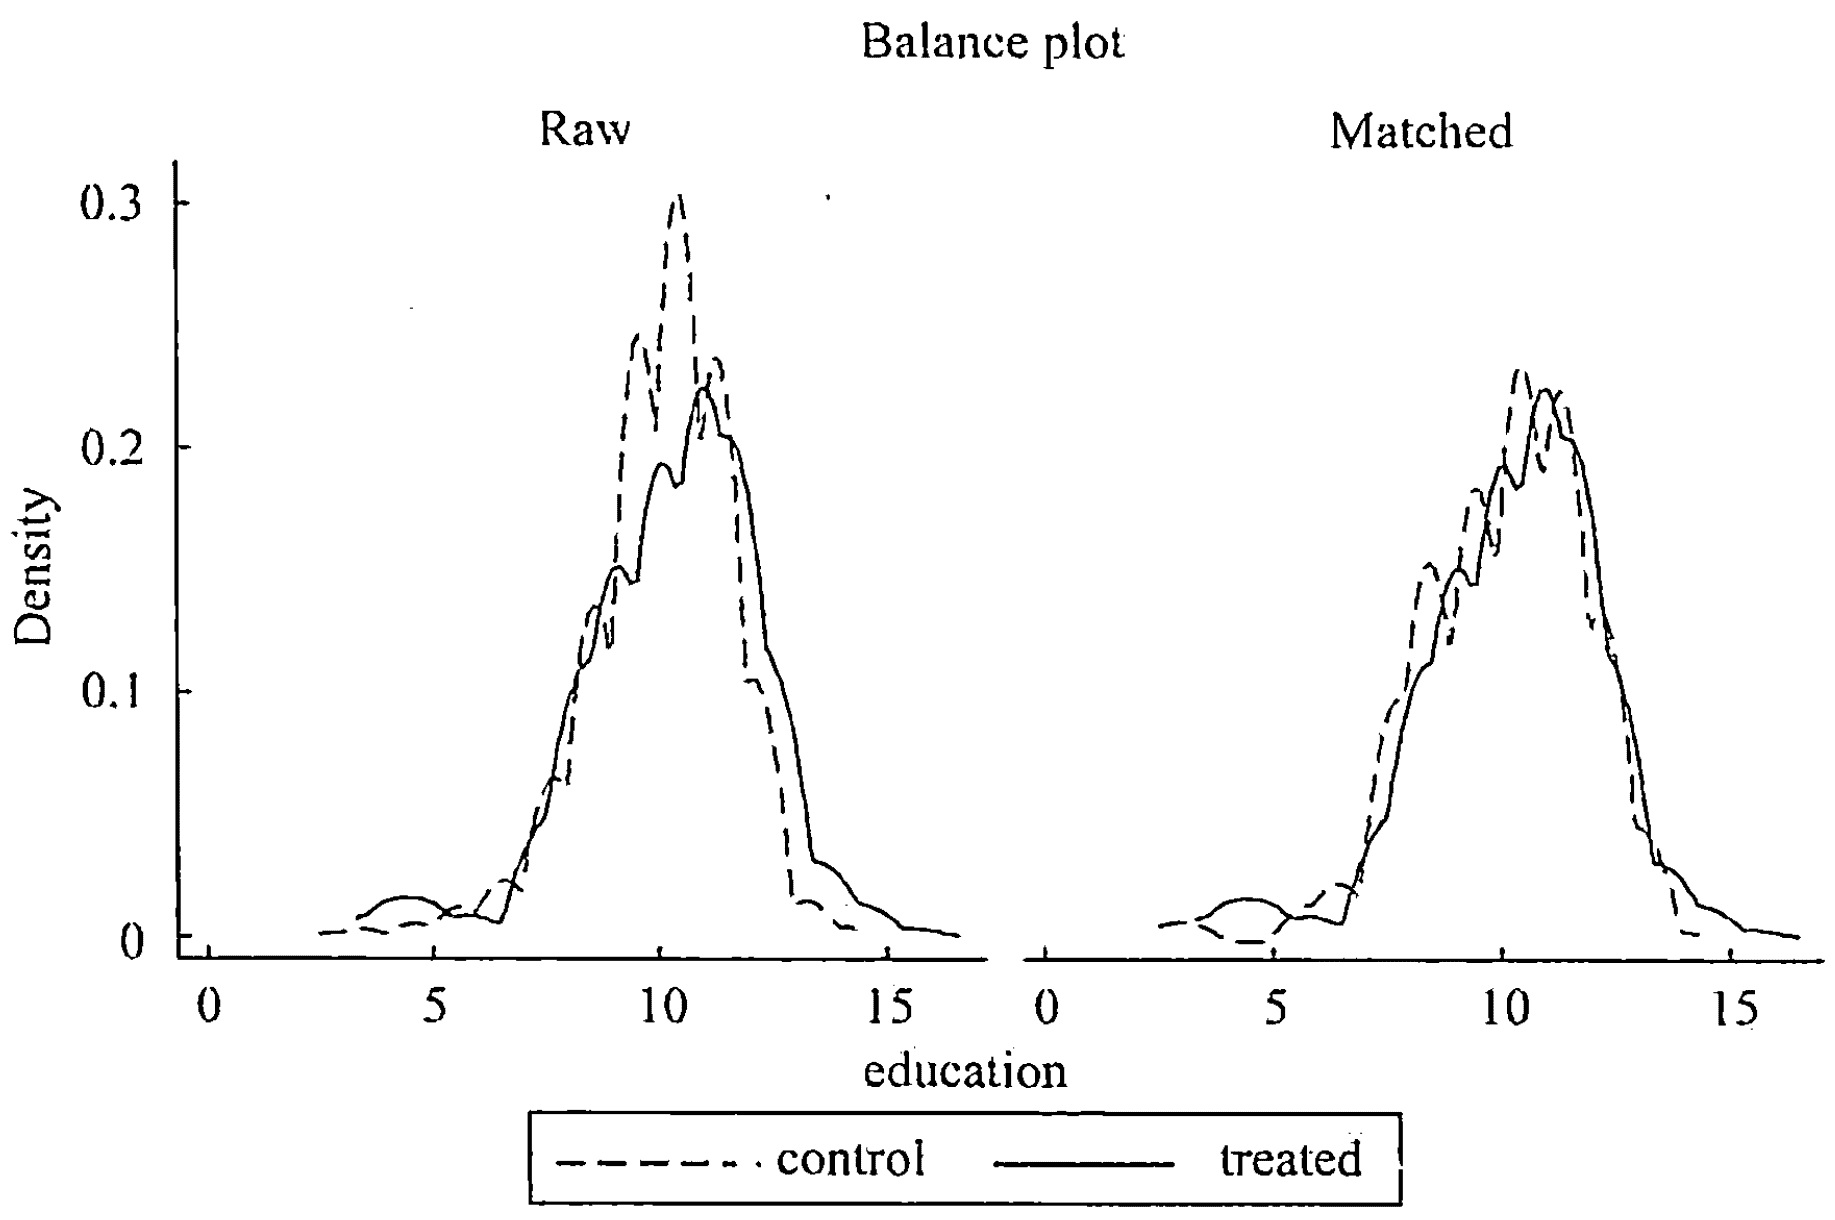 Balance plot
Raw
Matched
0.3
0.2
0.1
0
Density
0 5 10 15
0 5 10 15
education
control treated